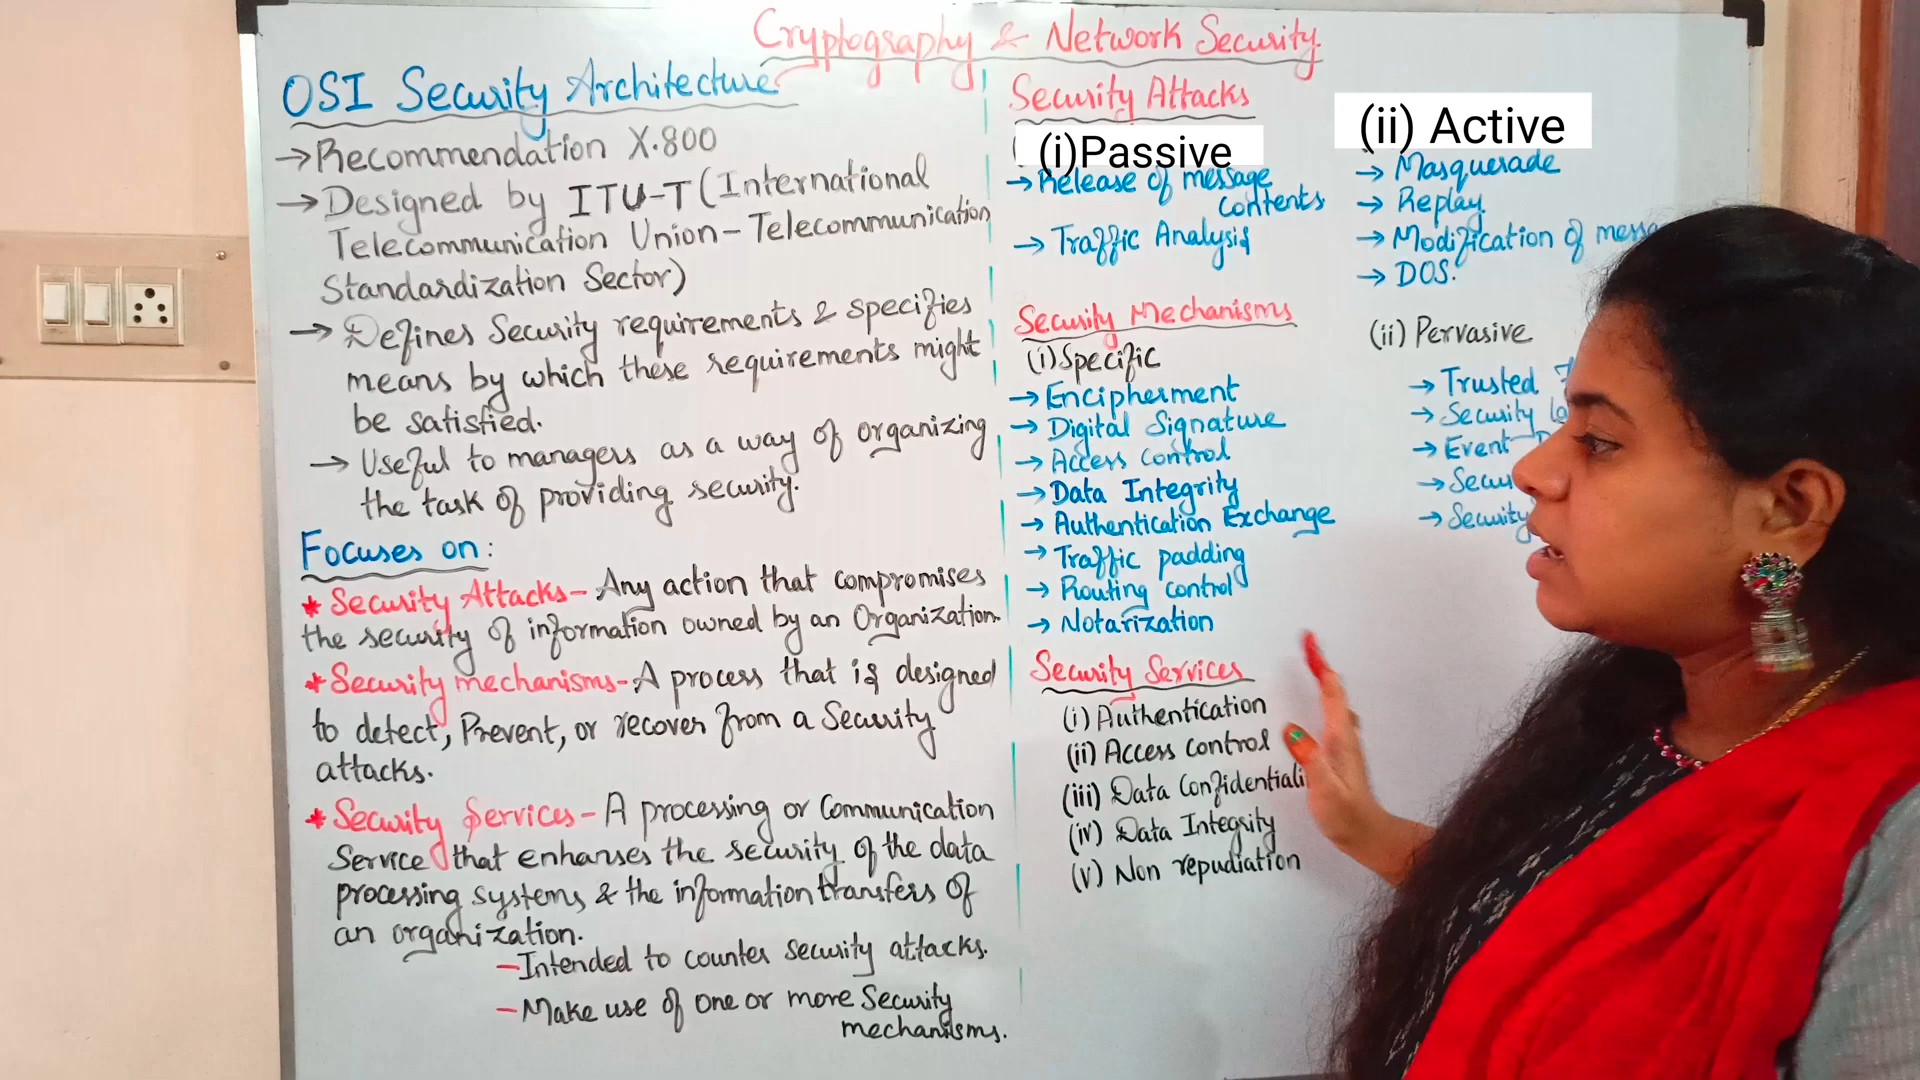 Cryptography & Network Security
OSI Security Architecture
→ Recommendation X.800
→ Designed by ITU-T (International
Telecommunication Union - Telecommunication
Standardization Sector)
→ Defines Security requirements & specifies
means by which these requirements might
be satisfied.
→ Useful to managers as a way of organizing
the task of providing security.
Focuses on:
* Security Attacks - Any action that compromises
the security of information owned by an Organization.
* Security mechanisms - A process that is designed
to detect, Prevent, or recover from a Security
attacks.
* Security Services - A processing or Communication
Service that enhanses the security of the data
processing systems & the information transfers of
an organization.
- Intended to counter security attacks.
- Make use of one or more Security
mechanisms.
Security Attacks
(i)Passive
→ Release of message
contents
→ Traffic Analysis
(ii) Active
→ Masquerade
→ Replay
→ Modification of
→ DOS.
Security Mechanisms
(i) Specific
→ Encipherment
→ Digital Signature
→ Access control
→ Data Integrity
→ Authentication Exchange
→ Traffic padding
→ Routing control
→ Notarization
(ii) Pervasive
→ Trusted
→ Security
→ Event
→
→ Security
Security Services
(i) Authentication
(ii) Access control
(iii) Data
(iv) Data Integrity
(v) Non repudiation